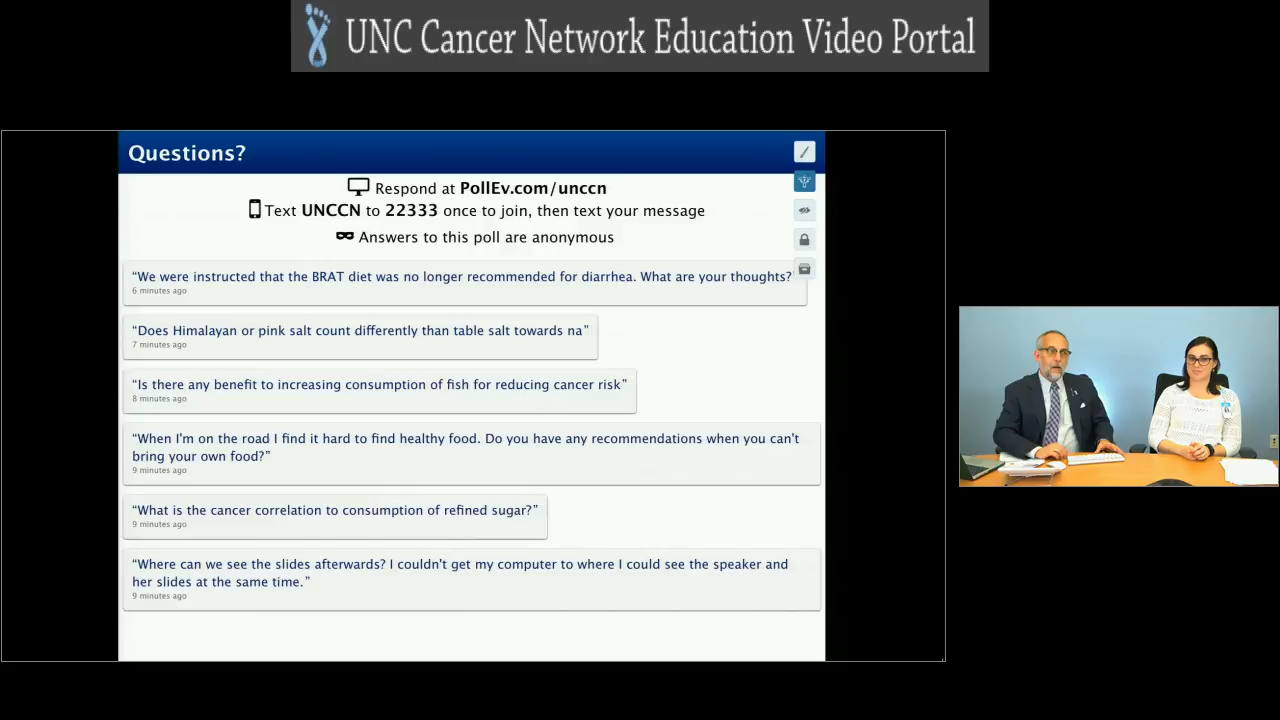 UNC Cancer Network Education Video Portal
Questions?
Respond at PollEv.com/unccn
Text UNCCN to 22333 once to join, then text your message
Answers to this poll are anonymous
“We were instructed that the BRAT diet was no longer recommended for diarrhea. What are your thoughts?”
6 minutes ago
“Does Himalayan or pink salt count differently than table salt towards na”
7 minutes ago
“Is there any benefit to increasing consumption of fish for reducing cancer risk”
8 minutes ago
“When I'm on the road I find it hard to find healthy food. Do you have any recommendations when you can't
bring your own food?”
9 minutes ago
“What is the cancer correlation to consumption of refined sugar?”
9 minutes ago
“Where can we see the slides afterwards? I couldn't get my computer to where I could see the speaker and
her slides at the same time.”
9 minutes ago